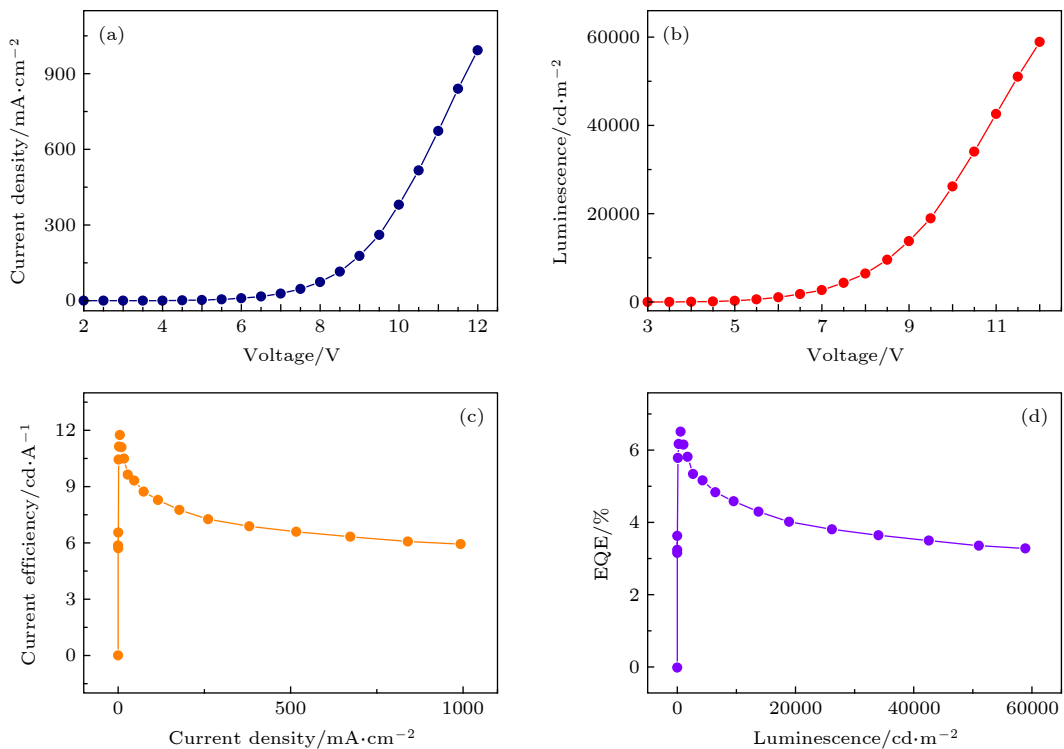 (a)
Current density/mA·cm⁻²
900
600
300
0
2 4 6 8 10 12
Voltage/V
(b)
Luminescence/cd·m⁻²
60000
40000
20000
0
3 5 7 9 11
Voltage/V
(c)
Current efficiency/cd·A⁻¹
12
9
6
3
0
0 500 1000
Current density/mA·cm⁻²
(d)
EQE/%
6
4
2
0
0 20000 40000 60000
Luminescence/cd·m⁻²